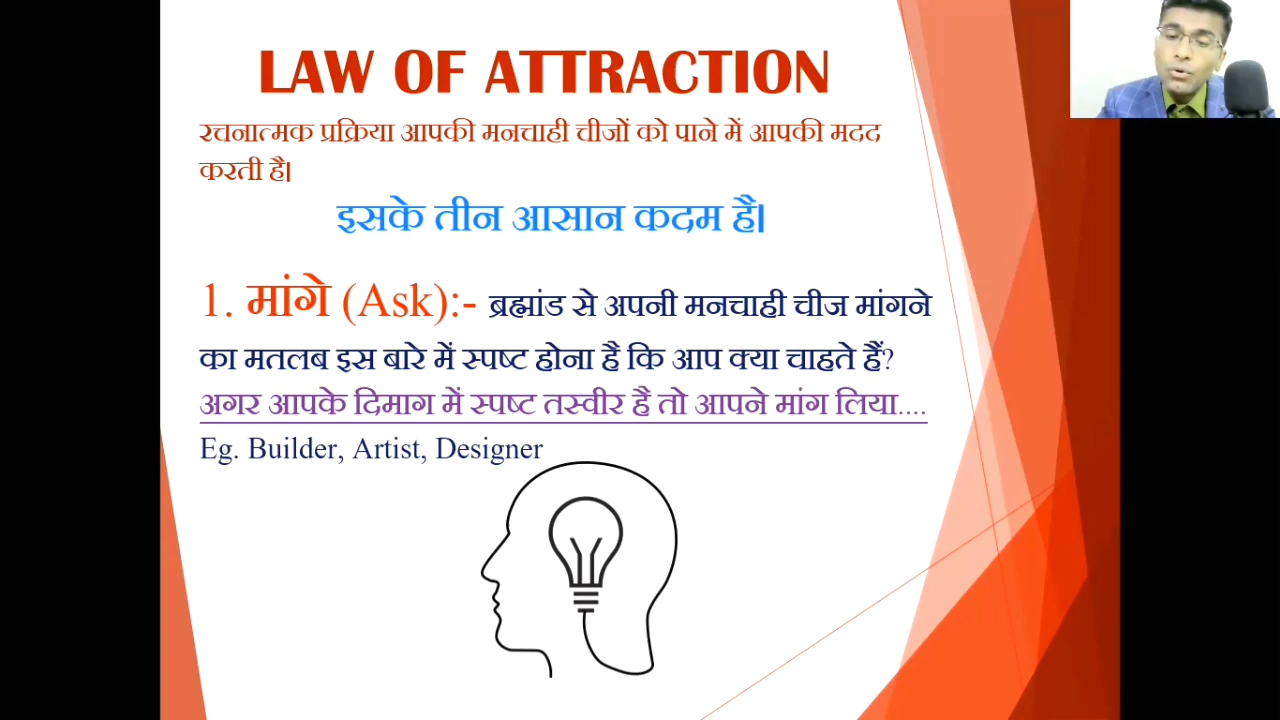 LAW OF ATTRACTION
रचनात्मक प्रक्रिया आपकी मनचाही चीजों को पाने में आपकी मदद
करती है।
इसके तीन आसान कदम है।
1. मांगे (Ask):- ब्रह्मांड से अपनी मनचाही चीज मांगने
का मतलब इस बारे में स्पष्ट होना है कि आप क्या चाहते हैं?
अगर आपके दिमाग में स्पष्ट तस्वीर है तो आपने मांग लिया....
Eg. Builder, Artist, Designer